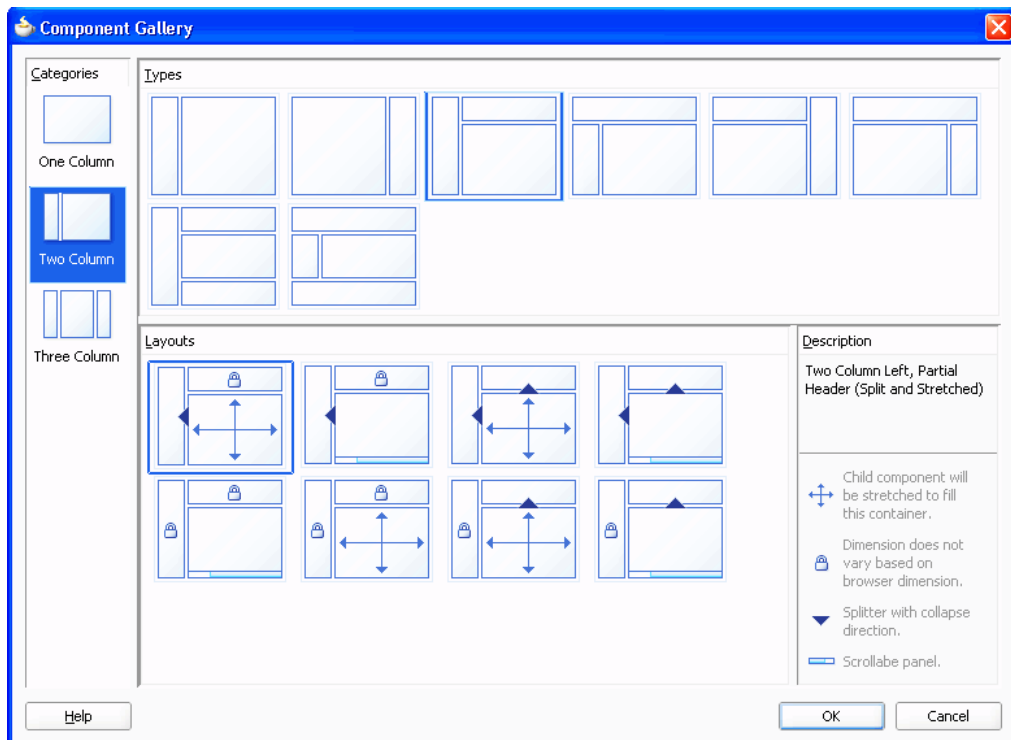 Component Gallery
Categories
One Column
Two Column
Three Column
Types
Layouts
Description
Two Column Left, Partial
Header (Split and Stretched)
Child component will
be stretched to fill
this container.
Dimension does not
vary based on
browser dimension.
Splitter with collapse
direction.
Scrollabe panel.
Help
OK
Cancel